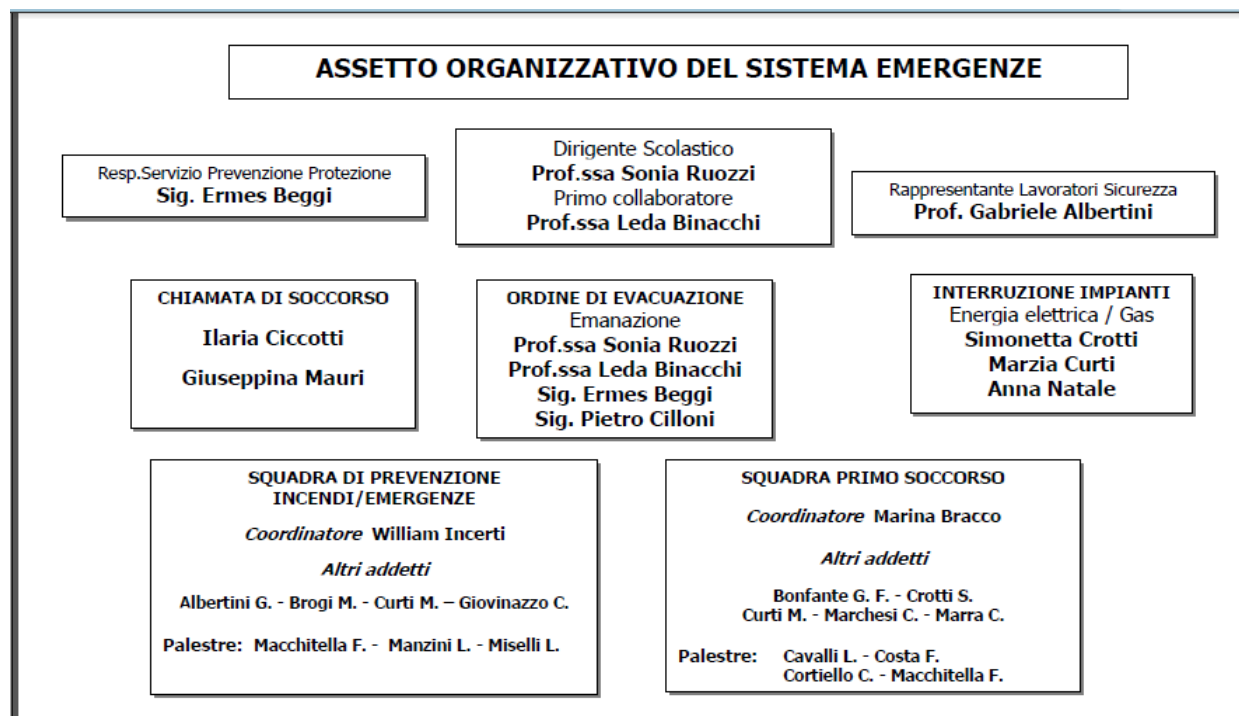 ASSETTO ORGANIZZATIVO DEL SISTEMA EMERGENZE
Resp.Servizio Prevenzione Protezione
Sig. Ermes Beggi
Dirigente Scolastico
Prof.ssa Sonia Ruozzi
Primo collaboratore
Prof.ssa Leda Binacchi
Rappresentante Lavoratori Sicurezza
Prof. Gabriele Albertini
CHIAMATA DI SOCCORSO
Ilaria Ciccotti
Giuseppina Mauri
ORDINE DI EVACUAZIONE
Emanazione
Prof.ssa Sonia Ruozzi
Prof.ssa Leda Binacchi
Sig. Ermes Beggi
Sig. Pietro Cilloni
INTERRUZIONE IMPIANTI
Energia elettrica / Gas
Simonetta Crotti
Marzia Curti
Anna Natale
SQUADRA DI PREVENZIONE
INCENDI/EMERGENZE
Coordinatore William Incerti
Altri addetti
Albertini G. - Brogi M. - Curti M. – Giovinazzo C.
Palestre: Macchitella F. - Manzini L. - Miselli L.
SQUADRA PRIMO SOCCORSO
Coordinatore Marina Bracco
Altri addetti
Bonfante G. F. - Crotti S.
Curti M. - Marchesi C. - Marra C.
Palestre: Cavalli L. - Costa F.
Cortiello C. - Macchitella F.